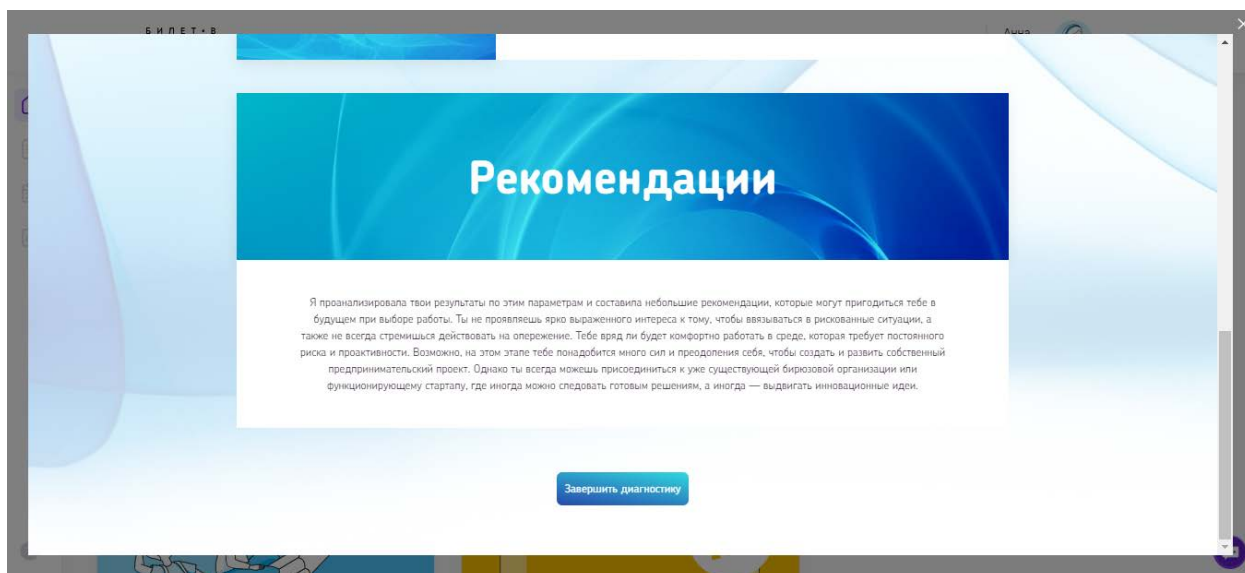 БИЛЕТ · В
Анна
Рекомендации
Я проанализировала твои результаты по этим параметрам и составила небольшие рекомендации, которые могут пригодиться тебе в
будущем при выборе работы. Ты не проявляешь ярко выраженного интереса к тому, чтобы ввязываться в рискованные ситуации, а
также не всегда стремишься действовать на опережение. Тебе вряд ли будет комфортно работать в среде, которая требует постоянного
риска и проактивности. Возможно, на этом этапе тебе понадобится много сил и преодоления себя, чтобы создать и развить собственный
предпринимательский проект. Однако ты всегда можешь присоединиться к уже существующей бирюзовой организации или
функционирующему стартапу, где иногда можно следовать готовым решениям, а иногда — выдвигать инновационные идеи.
Завершить диагностику